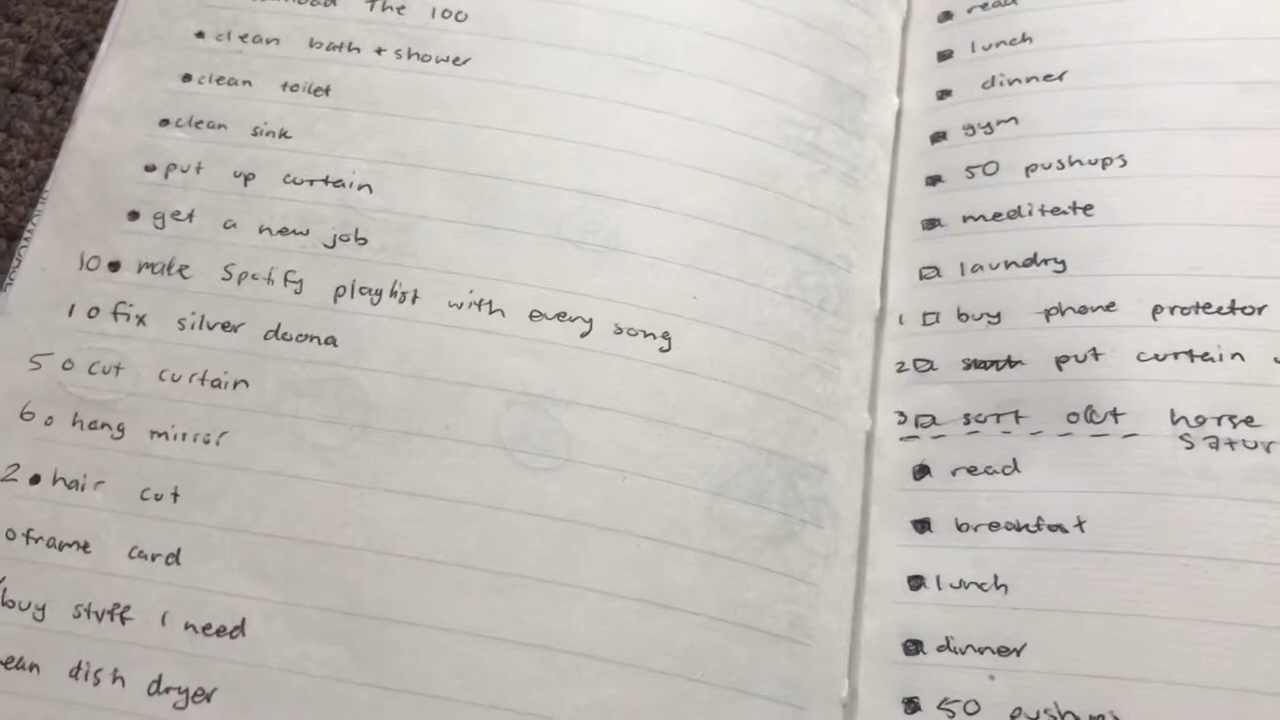 the 100
clean bath + shower
clean toilet
clean sink
put up curtain
get a new job
10 make Spotify playlist with every song
1 fix silver doona
5 cut curtain
6 hang mirror
2 hair cut
frame card
buy stuff I need
dish dryer
read
lunch
dinner
gym
50 pushups
meditate
laundry
1 buy phone protector
2 put curtain
3 sort out horse
Satur
read
breakfast
lunch
dinner
50 pushups